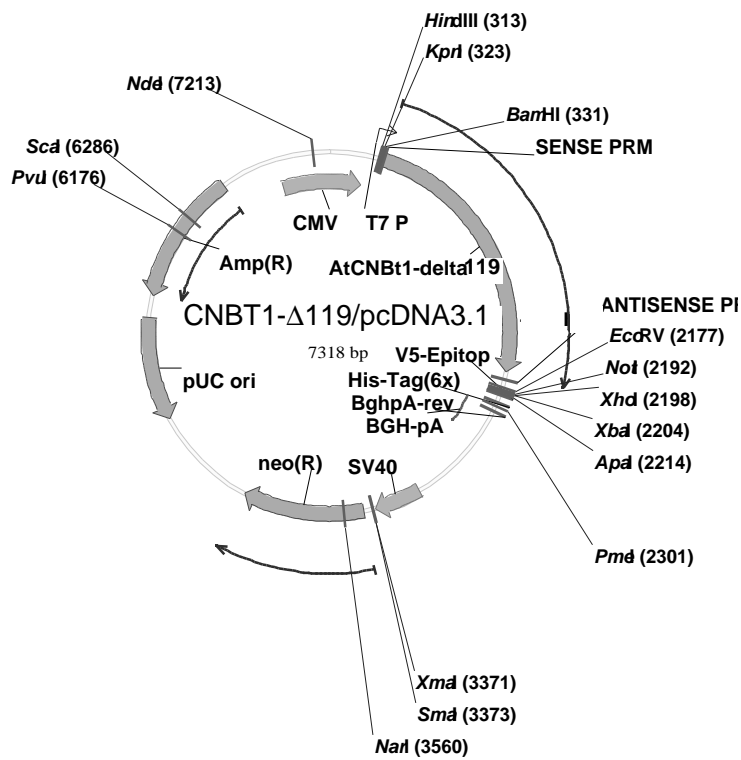 HindIII (313)
KpnI (323)
NdeI (7213)
BamHI (331)
SENSE PRM
ScaI (6286)
PvuI (6176)
CMV
T7 P
Amp(R)
AtCNBt1-delta119
CNBT1-Δ119/pcDNA3.1
7318 bp
ANTISENSE PR
EcoRV (2177)
V5-Epitop
NotI (2192)
His-Tag(6x)
XhoI (2198)
BghpA-rev
XbaI (2204)
BGH-pA
ApaI (2214)
pUC ori
neo(R)
SV40
PmeI (2301)
XmaI (3371)
SmaI (3373)
NarI (3560)